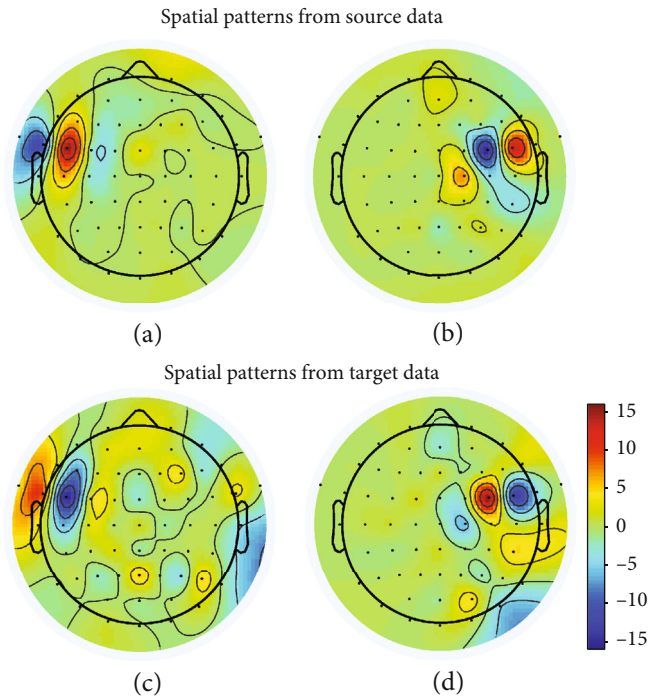 Spatial patterns from source data
(a)
(b)
Spatial patterns from target data
15
10
5
0
−5
−10
−15
(c)
(d)